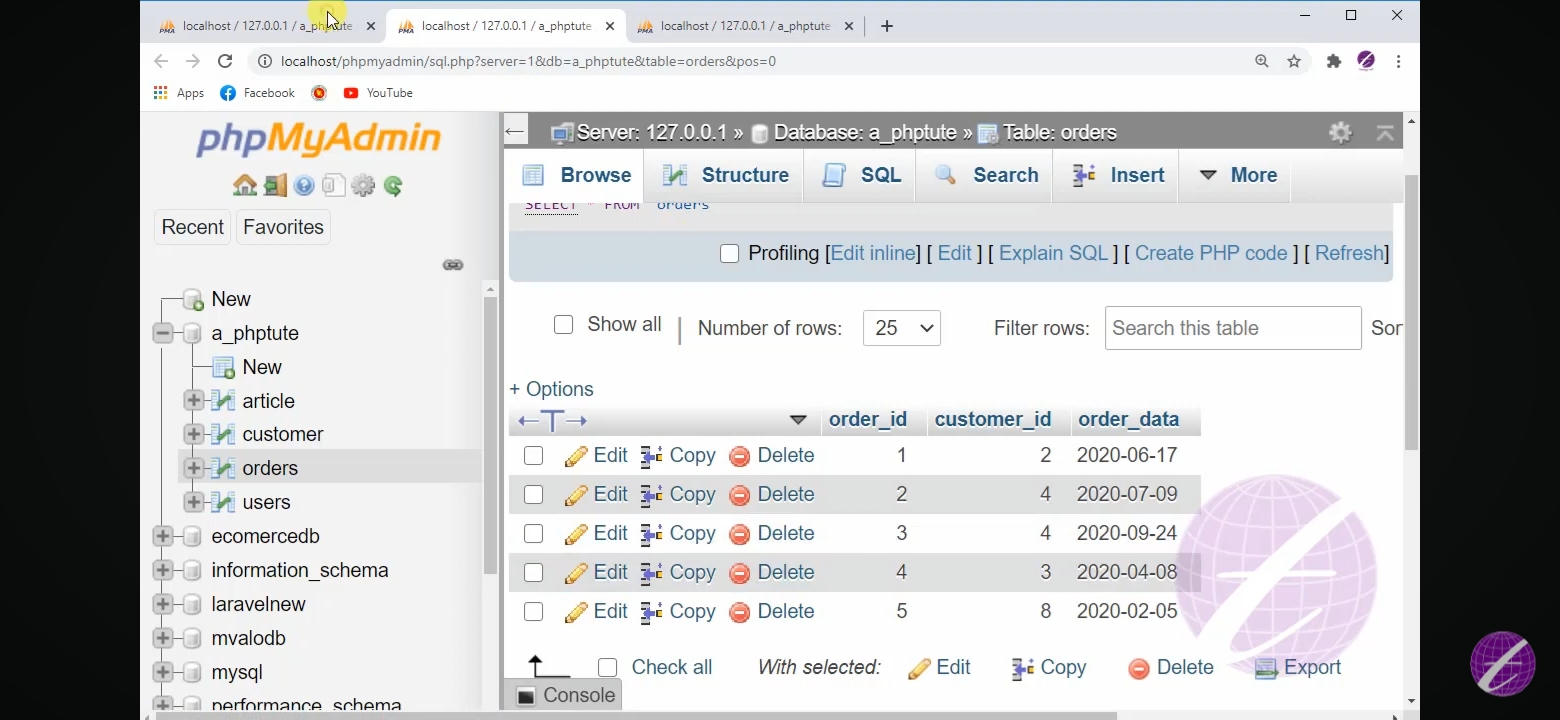 localhost / 127.0.0.1 / a_phptute
localhost / 127.0.0.1 / a_phptute
localhost / 127.0.0.1 / a_phptute
localhost/phpmyadmin/sql.php?server=1&db=a_phptute&table=orders&pos=0
Apps Facebook YouTube
phpMyAdmin
Recent Favorites
New
a_phptute
New
article
customer
orders
users
ecomercedb
information_schema
laravelnew
mvalodb
mysql
performance_schema
Server: 127.0.0.1 » Database: a_phptute » Table: orders
Browse Structure SQL Search Insert More
SELECT * FROM `orders`
Profiling [Edit inline] [ Edit ] [ Explain SQL ] [ Create PHP code ] [ Refresh]
Show all | Number of rows: 25 Filter rows: Search this table Sor
+ Options
order_id customer_id order_data
Edit Copy Delete 1 2 2020-06-17
Edit Copy Delete 2 4 2020-07-09
Edit Copy Delete 3 4 2020-09-24
Edit Copy Delete 4 3 2020-04-08
Edit Copy Delete 5 8 2020-02-05
Check all With selected: Edit Copy Delete Export
Console